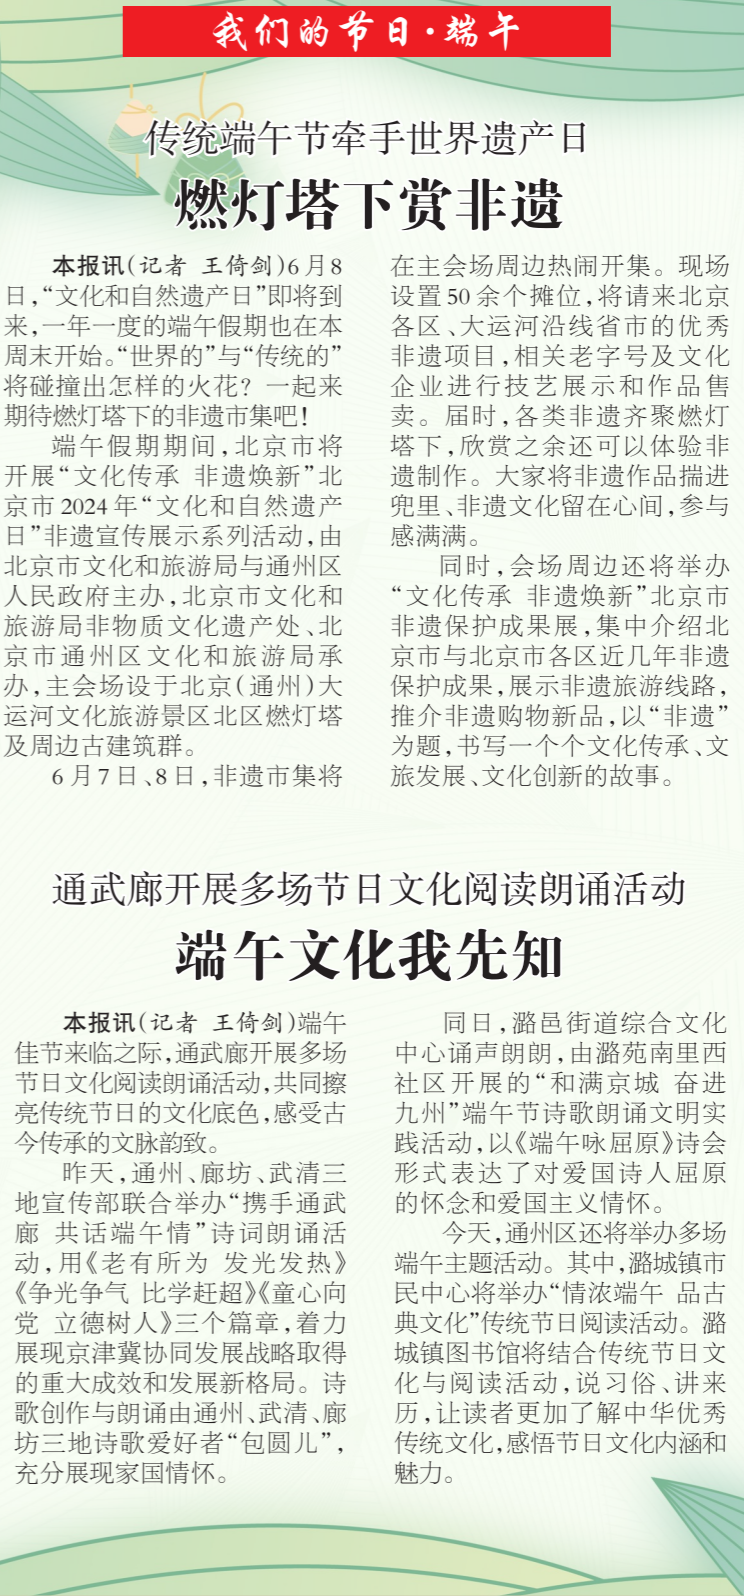 我们的节日·端午
传统端午节牵手世界遗产日
燃灯塔下赏非遗
本报讯(记者 王倚剑)6月8
日,“文化和自然遗产日”即将到
来,一年一度的端午假期也在本
周末开始。“世界的”与“传统的”
将碰撞出怎样的火花? 一起来
期待燃灯塔下的非遗市集吧!
端午假期期间,北京市将
开展“文化传承 非遗焕新”北
京市2024年“文化和自然遗产
日”非遗宣传展示系列活动,由
北京市文化和旅游局与通州区
人民政府主办,北京市文化和
旅游局非物质文化遗产处、北
京市通州区文化和旅游局承
办,主会场设于北京(通州)大
运河文化旅游景区北区燃灯塔
及周边古建筑群。
6月7日、8日,非遗市集将
在主会场周边热闹开集。现场
设置50余个摊位,将请来北京
各区、大运河沿线省市的优秀
非遗项目,相关老字号及文化
企业进行技艺展示和作品售
卖。届时,各类非遗齐聚燃灯
塔下,欣赏之余还可以体验非
遗制作。大家将非遗作品揣进
兜里、非遗文化留在心间,参与
感满满。
同时,会场周边还将举办
“文化传承 非遗焕新”北京市
非遗保护成果展,集中介绍北
京市与北京市各区近几年非遗
保护成果,展示非遗旅游线路,
推介非遗购物新品,以“非遗”
为题,书写一个个文化传承、文
旅发展、文化创新的故事。
通武廊开展多场节日文化阅读朗诵活动
端午文化我先知
本报讯(记者 王倚剑)端午
佳节来临之际,通武廊开展多场
节日文化阅读朗诵活动,共同擦
亮传统节日的文化底色,感受古
今传承的文脉韵致。
昨天,通州、廊坊、武清三
地宣传部联合举办“携手通武
廊 共话端午情”诗词朗诵活
动,用《老有所为 发光发热》
《争光争气 比学赶超》《童心向
党 立德树人》三个篇章,着力
展现京津冀协同发展战略取得
的重大成效和发展新格局。诗
歌创作与朗诵由通州、武清、廊
坊三地诗歌爱好者“包圆儿”,
充分展现家国情怀。
同日,潞邑街道综合文化
中心诵声朗朗,由潞苑南里西
社区开展的“和满京城 奋进
九州”端午节诗歌朗诵文明实
践活动,以《端午咏屈原》诗会
形式表达了对爱国诗人屈原
的怀念和爱国主义情怀。
今天,通州区还将举办多场
端午主题活动。其中,潞城镇市
民中心将举办“情浓端午 品古
典文化”传统节日阅读活动。潞
城镇图书馆将结合传统节日文
化与阅读活动,说习俗、讲来
历,让读者更加了解中华优秀
传统文化,感悟节日文化内涵和
魅力。